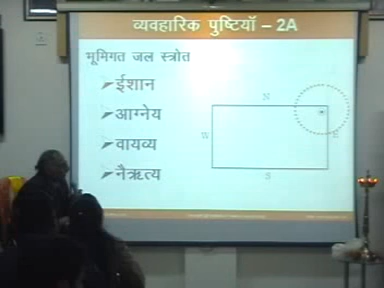 व्यवहारिक पुष्टियाँ – 2A
भूमिगत जल स्त्रोत
ईशान
आग्नेय
वायव्य
नैऋत्य
N
W
E
S